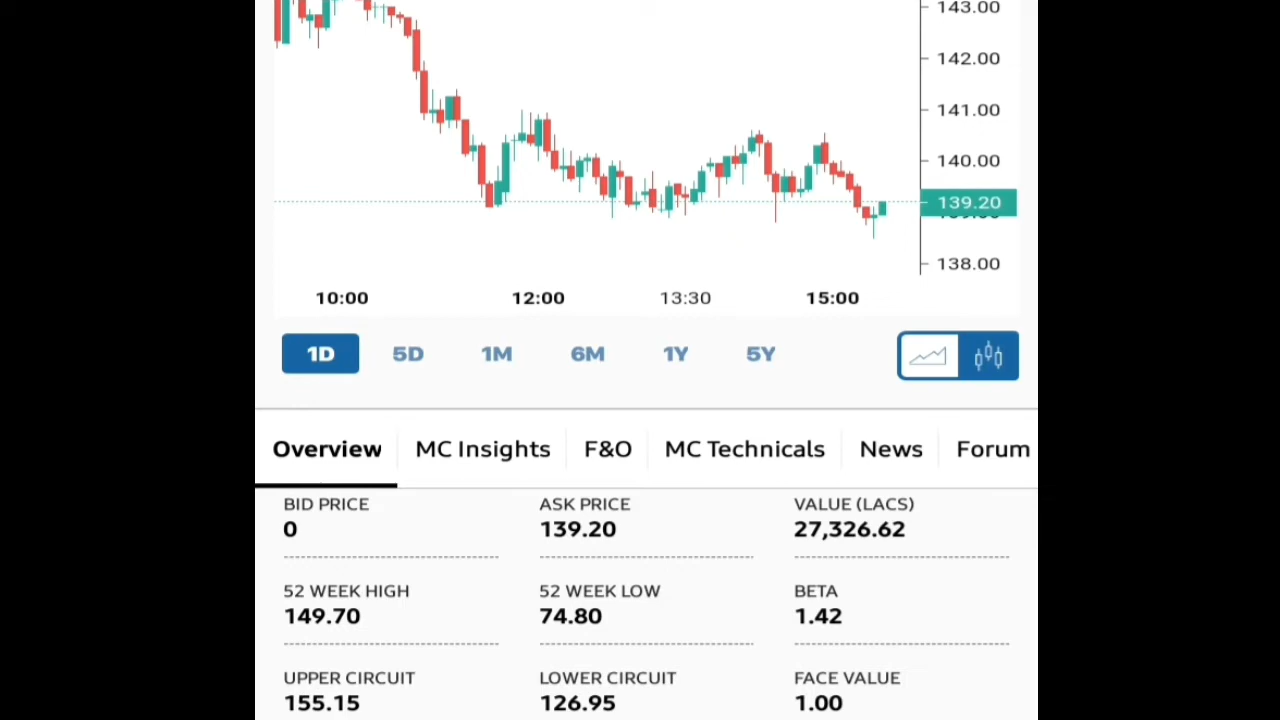 143.00
142.00
141.00
140.00
139.20
138.00
10:00 12:00 13:30 15:00
1D 5D 1M 6M 1Y 5Y
Overview MC Insights F&O MC Technicals News Forum
BID PRICE ASK PRICE VALUE (LACS)
0 139.20 27,326.62
52 WEEK HIGH 52 WEEK LOW BETA
149.70 74.80 1.42
UPPER CIRCUIT LOWER CIRCUIT FACE VALUE
155.15 126.95 1.00